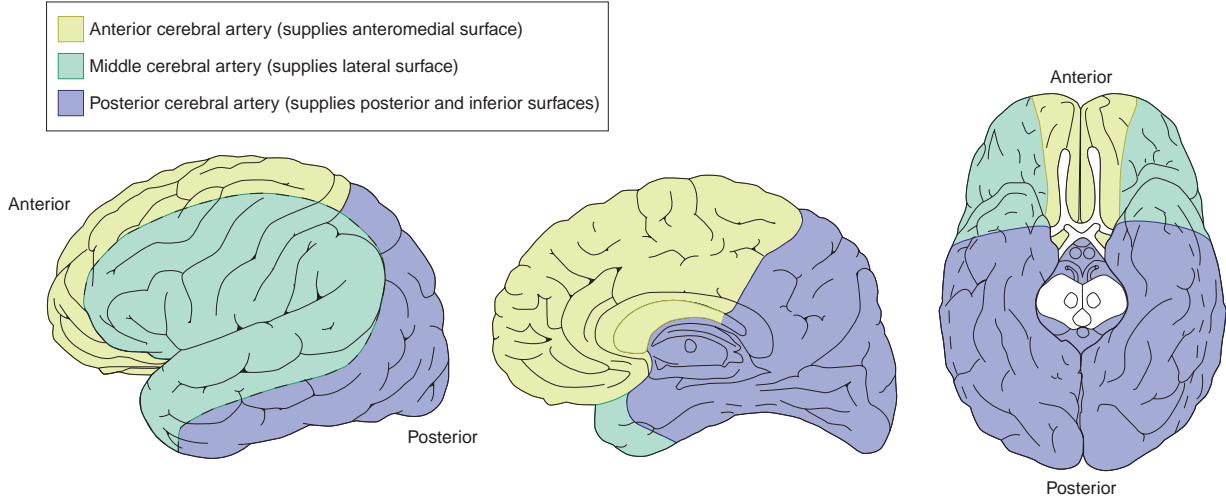 Anterior cerebral artery (supplies anteromedial surface)
Middle cerebral artery (supplies lateral surface)
Posterior cerebral artery (supplies posterior and inferior surfaces)
Anterior
Posterior
Anterior
Posterior